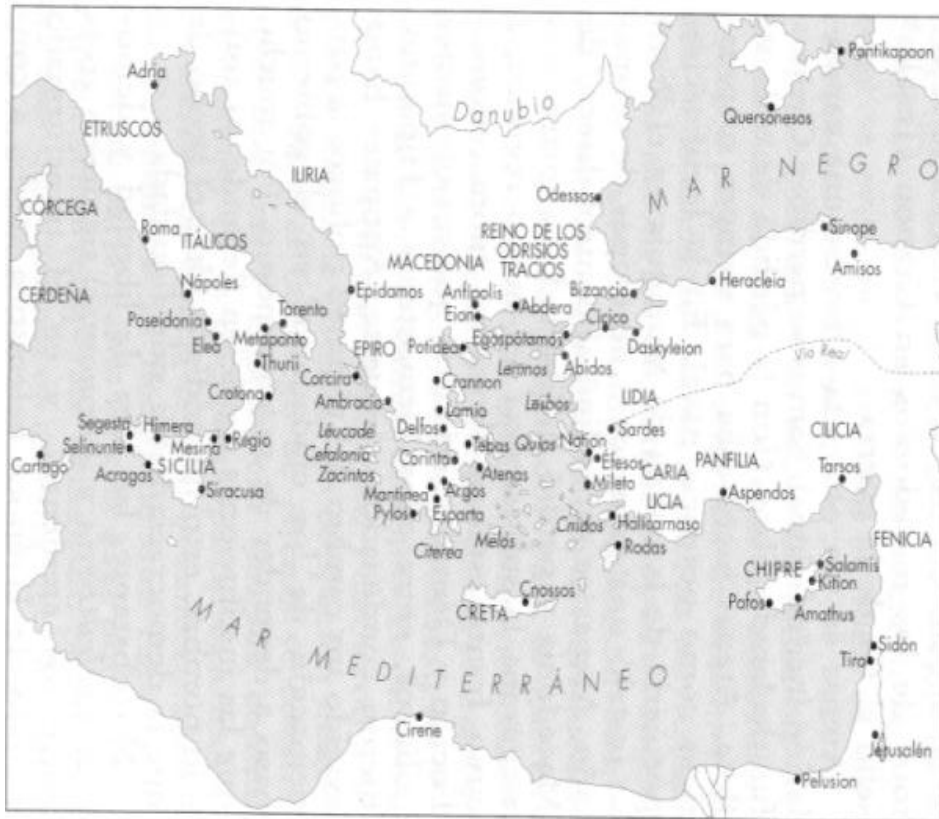 Pantikapaon
Adria
Danubio
Quersonesos
ETRUSCOS
MAR NEGRO
ILIRIA
Odessos
CÓRCEGA
Roma
ITÁLICOS
REINO DE LOS
ODRISIOS
TRACIOS
Sinope
MACEDONIA
Amisos
CERDEÑA
Nápoles
Epidamos
Anfípolis
Abdera
Bizancio
Heracleia
Eion
Poseidonia
Tarento
Metaponto
Elea
Cícico
Egospótamos
Daskyleion
Potidea
EPIRO
Thurii
Lemnos
Abidos
Vía Real
Corcira
Crannon
Crotona
Ambracia
Lamía
Lesbos
LIDIA
Segesta
Himera
Delfos
Sardes
Léucade
Mesina
Regio
Tebas
Quíos
Notion
CILICIA
Selinunte
Cefalonia
Corinto
Éfesos
Cartago
SICILIA
Atenas
CARIA
PANFILIA
Tarsos
Acragas
Zacintos
Argos
Mileto
Siracusa
Mantinea
LICIA
Aspendos
Pylos
Esparta
Cnidos
Halicarnaso
Citerea
Melos
Rodas
FENICIA
CHIPRE
Salamis
Kition
Cnossos
Pafos
CRETA
Amathus
MAR MEDITERRÁNEO
Sidón
Tiro
Cirene
Jerusalén
Pelusion